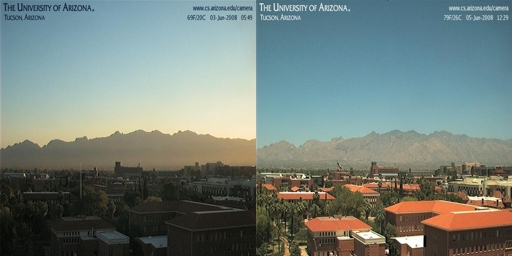 THE UNIVERSITY OF ARIZONA.
TUCSON, ARIZONA
www.cs.arizona.edu/camera
69F/20C 03-Jun-2008 05:49
THE UNIVERSITY OF ARIZONA.
TUCSON, ARIZONA
www.cs.arizona.edu/camera
79F/26C 05-Jun-2008 12:29